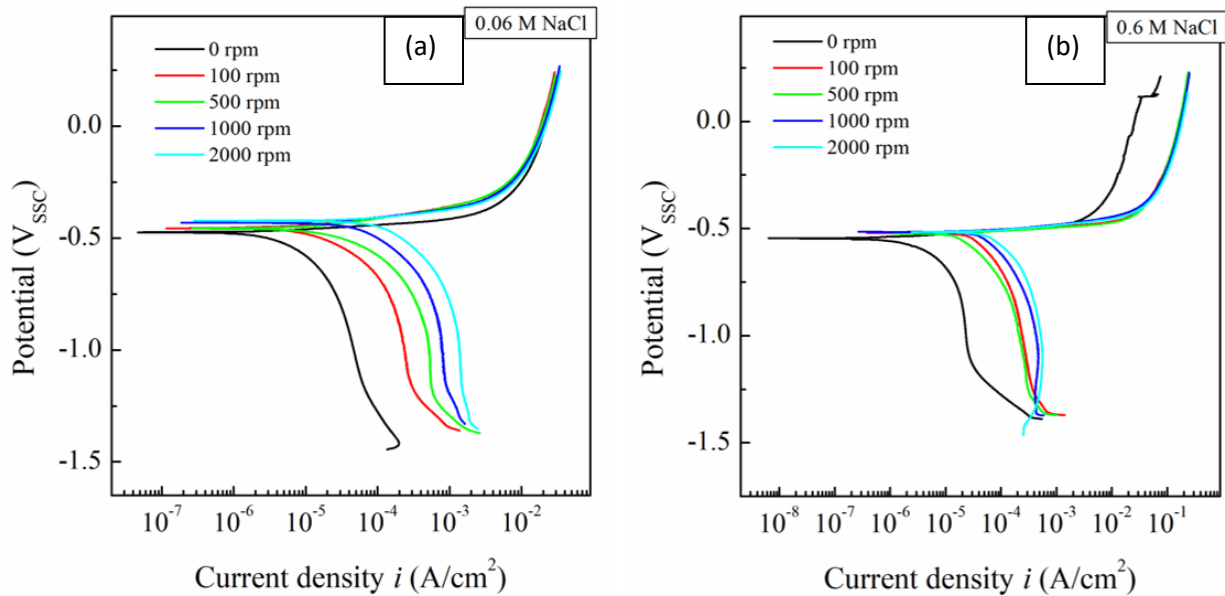 (a)
0.06 M NaCl
0 rpm
100 rpm
500 rpm
1000 rpm
2000 rpm
0.0
-0.5
-1.0
-1.5
Potential (V_SSC)
10⁻⁷ 10⁻⁶ 10⁻⁵ 10⁻⁴ 10⁻³ 10⁻²
Current density i (A/cm²)
(b)
0.6 M NaCl
0 rpm
100 rpm
500 rpm
1000 rpm
2000 rpm
0.0
-0.5
-1.0
-1.5
Potential (V_SSC)
10⁻⁸ 10⁻⁷ 10⁻⁶ 10⁻⁵ 10⁻⁴ 10⁻³ 10⁻² 10⁻¹
Current density i (A/cm²)